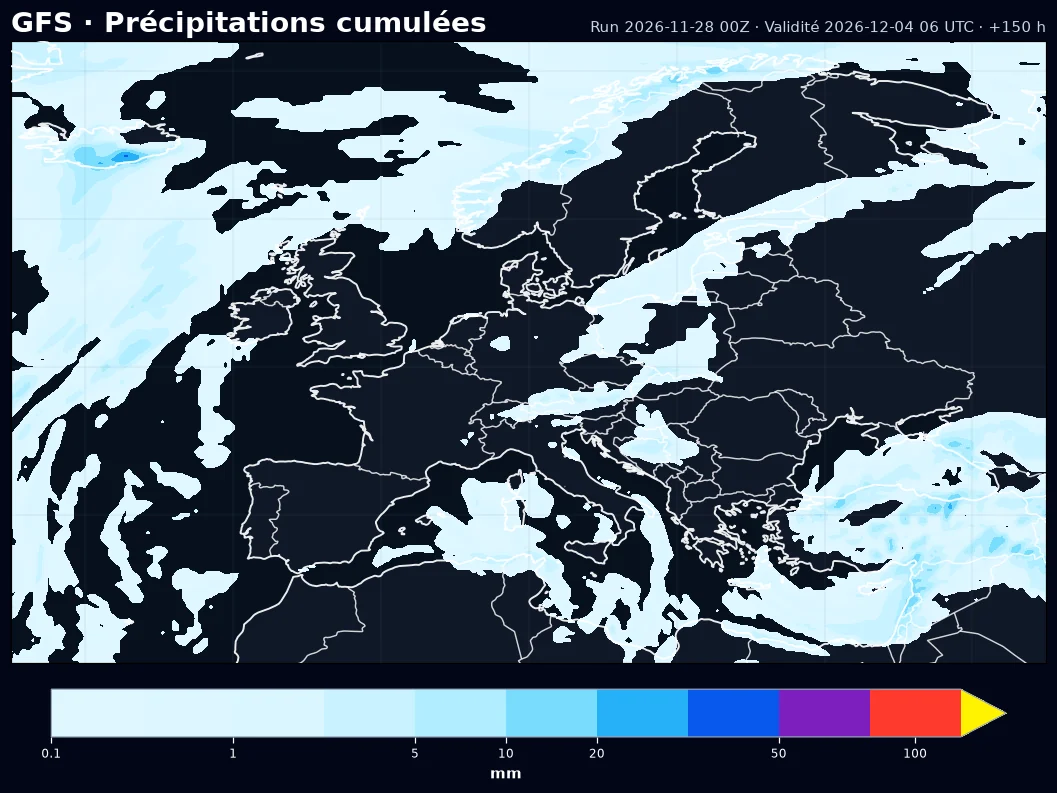 GFS · Précipitations cumulées
Run 2026-11-28 00Z · Validité 2026-12-04 06 UTC · +150 h
0.1 1 5 10 20 50 100
mm